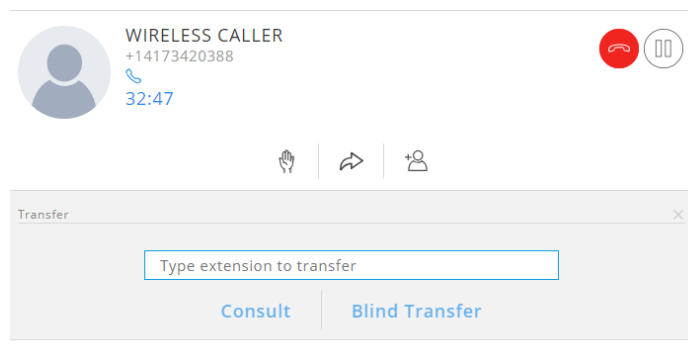 WIRELESS CALLER
+14173420388
32:47
Transfer
Type extension to transfer
Consult
Blind Transfer